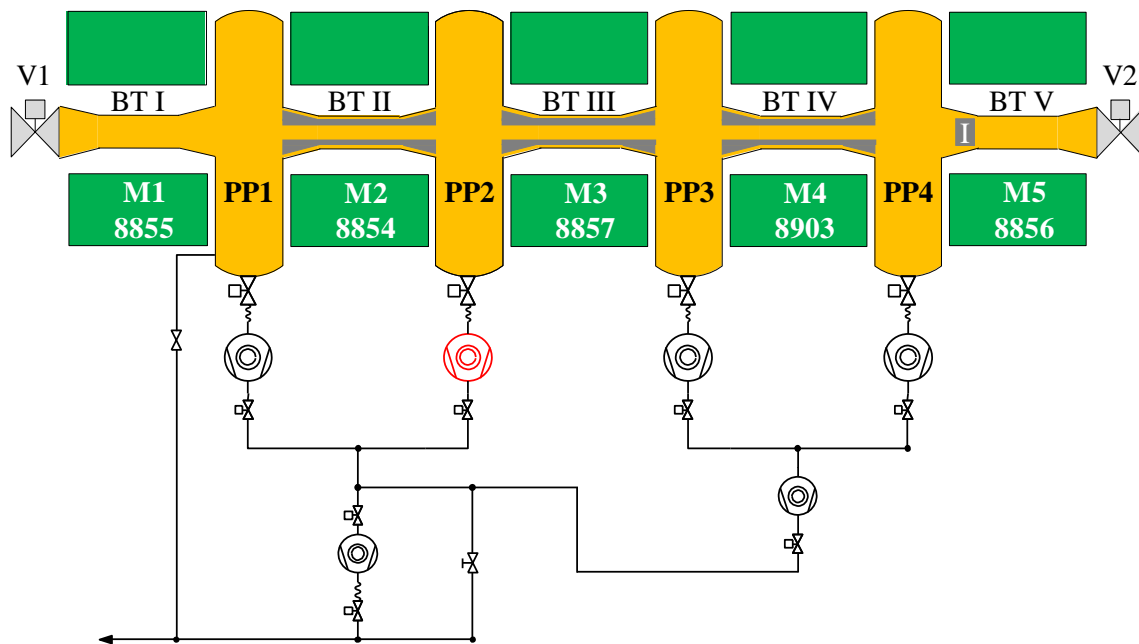 V1
V2
BT I
BT II
BT III
BT IV
BT V
I
M1
8855
PP1
M2
8854
PP2
M3
8857
PP3
M4
8903
PP4
M5
8856